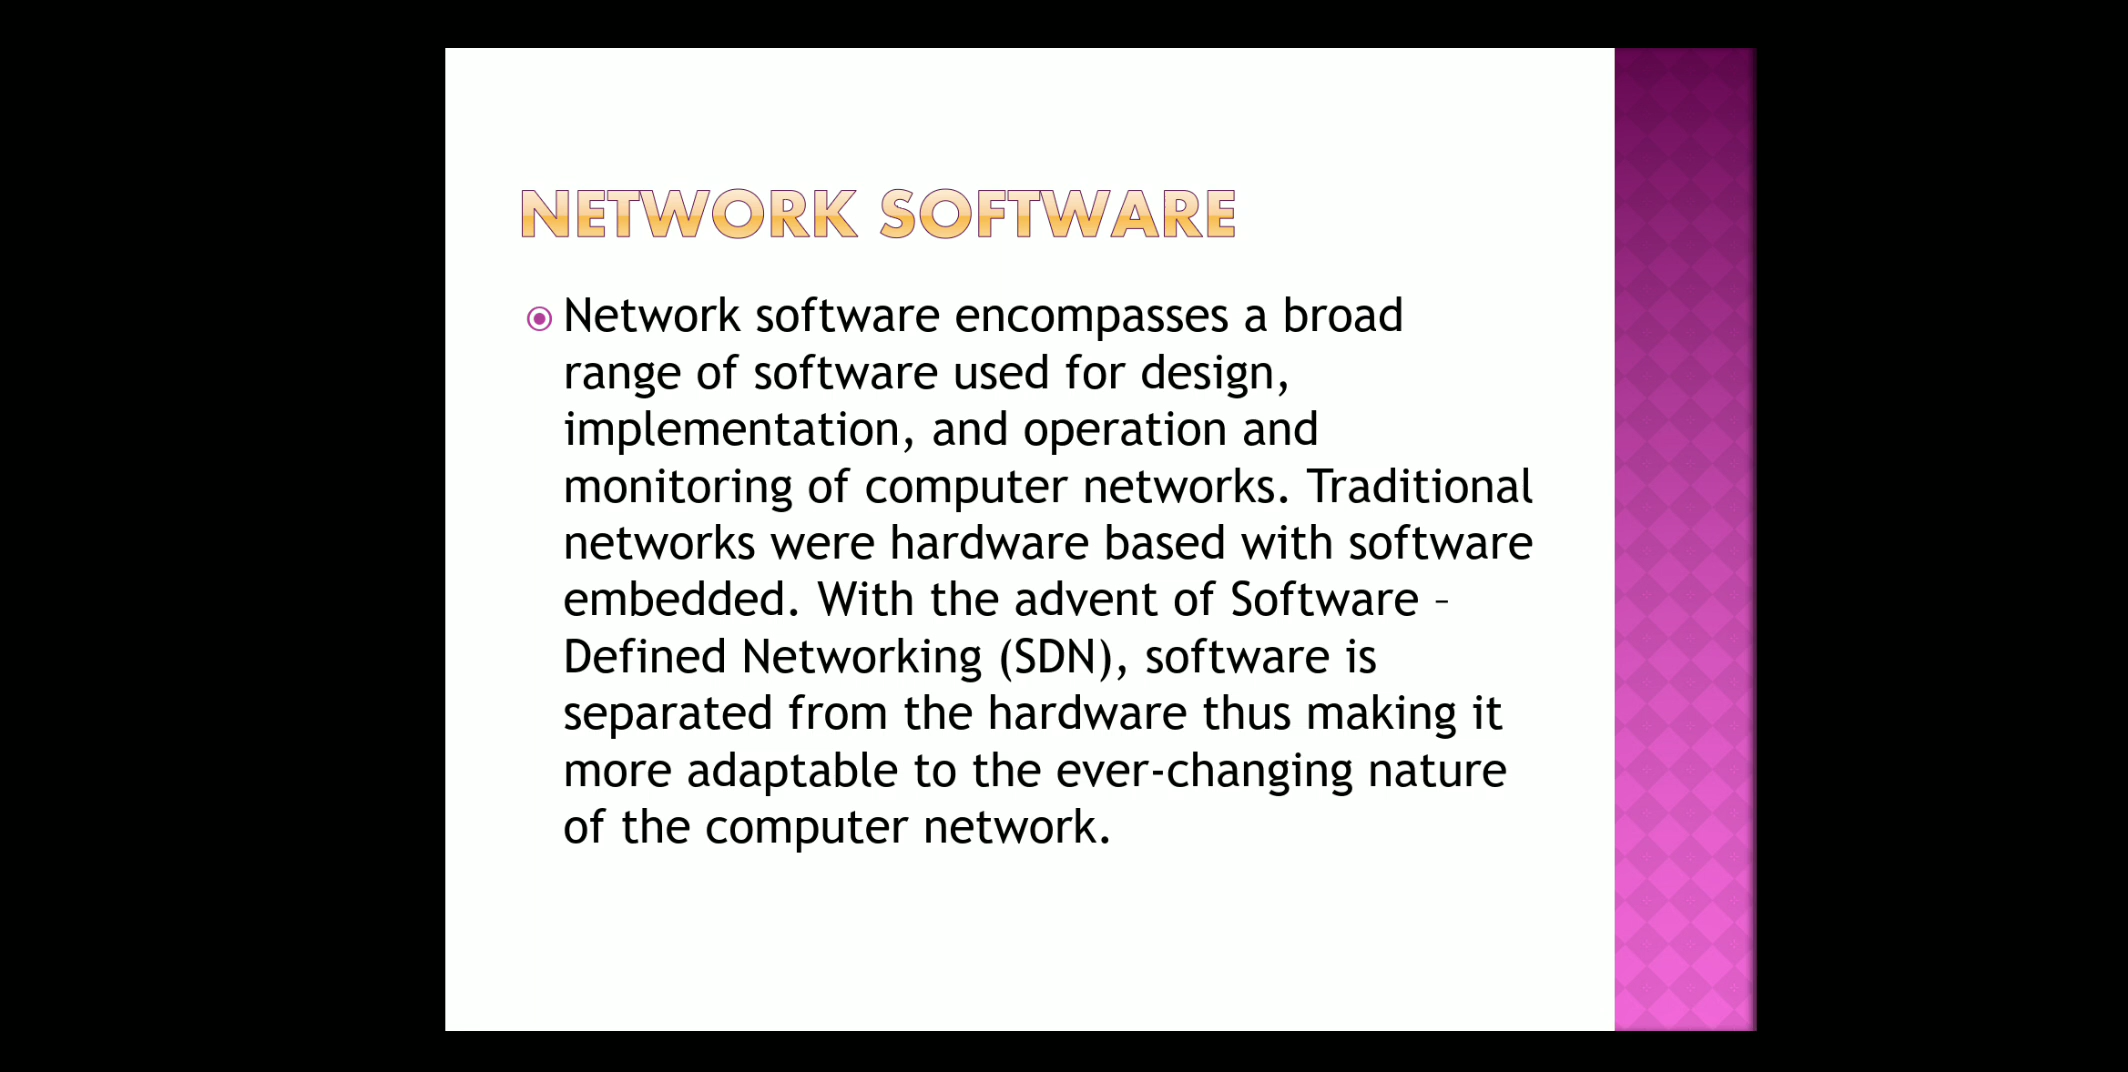 NETWORK SOFTWARE
Network software encompasses a broad
range of software used for design,
implementation, and operation and
monitoring of computer networks. Traditional
networks were hardware based with software
embedded. With the advent of Software –
Defined Networking (SDN), software is
separated from the hardware thus making it
more adaptable to the ever-changing nature
of the computer network.